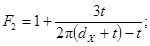 F₂ = 1 + 3t / (2π(d_X + t) − t);